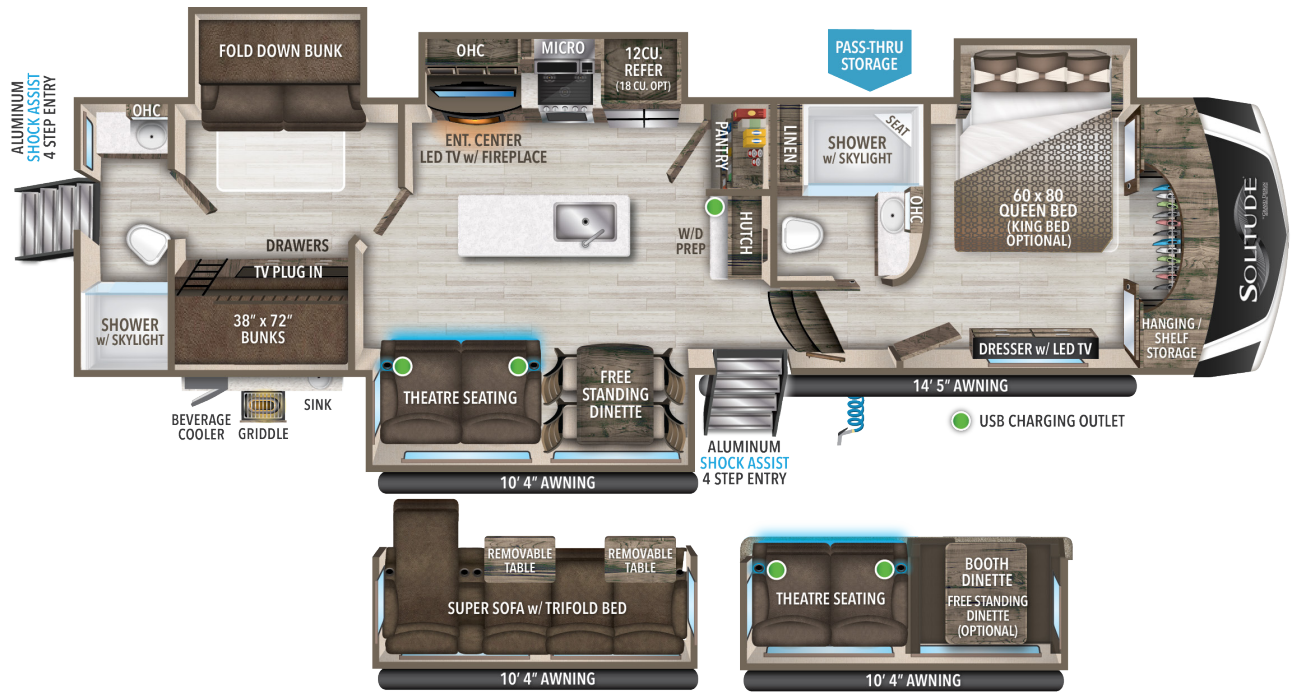 FOLD DOWN BUNK
OHC
MICRO
12CU.
REFER
(18 CU. OPT)
PASS-THRU
STORAGE
ALUMINUM
SHOCK ASSIST
4 STEP ENTRY
OHC
ENT. CENTER
LED TV w/ FIREPLACE
PANTRY
LINEN
SHOWER
w/ SKYLIGHT
SEAT
60 x 80
QUEEN BED
(KING BED
OPTIONAL)
SOLITUDE
OHC
HUTCH
W/D
PREP
DRAWERS
TV PLUG IN
38" x 72"
BUNKS
SHOWER
w/ SKYLIGHT
HANGING /
SHELF
STORAGE
DRESSER w/ LED TV
THEATRE SEATING
FREE
STANDING
DINETTE
14' 5" AWNING
BEVERAGE
COOLER
GRIDDLE
SINK
USB CHARGING OUTLET
ALUMINUM
SHOCK ASSIST
4 STEP ENTRY
10' 4" AWNING
REMOVABLE
TABLE
REMOVABLE
TABLE
SUPER SOFA w/ TRIFOLD BED
10' 4" AWNING
THEATRE SEATING
BOOTH
DINETTE
FREE STANDING
DINETTE
(OPTIONAL)
10' 4" AWNING